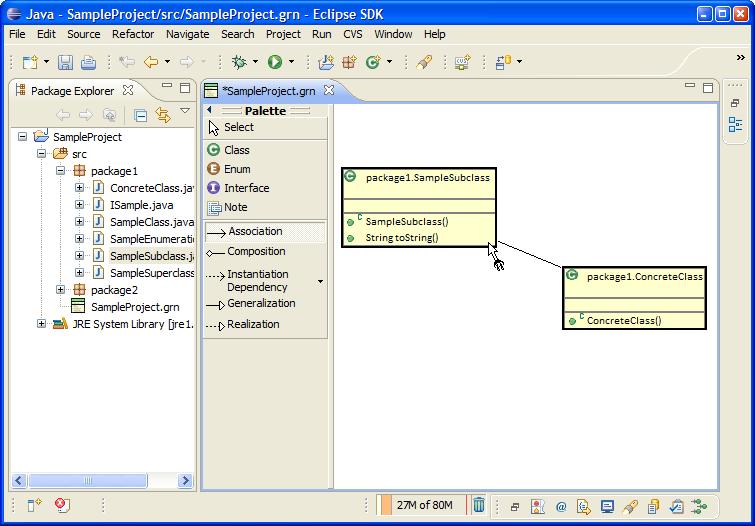 Java - SampleProject/src/SampleProject.grn - Eclipse SDK
File Edit Source Refactor Navigate Search Project Run CVS Window Help
Package Explorer
SampleProject
src
package1
ConcreteClass.jav
ISample.java
SampleClass.java
SampleEnumerati
SampleSubclass.ja
SampleSuperclass
package2
SampleProject.grn
JRE System Library [jre1.
*SampleProject.grn
Palette
Select
Class
Enum
Interface
Note
Association
Composition
Instantiation
Dependency
Generalization
Realization
package1.SampleSubclass
SampleSubclass()
String toString()
package1.ConcreteClass
ConcreteClass()
27M of 80M